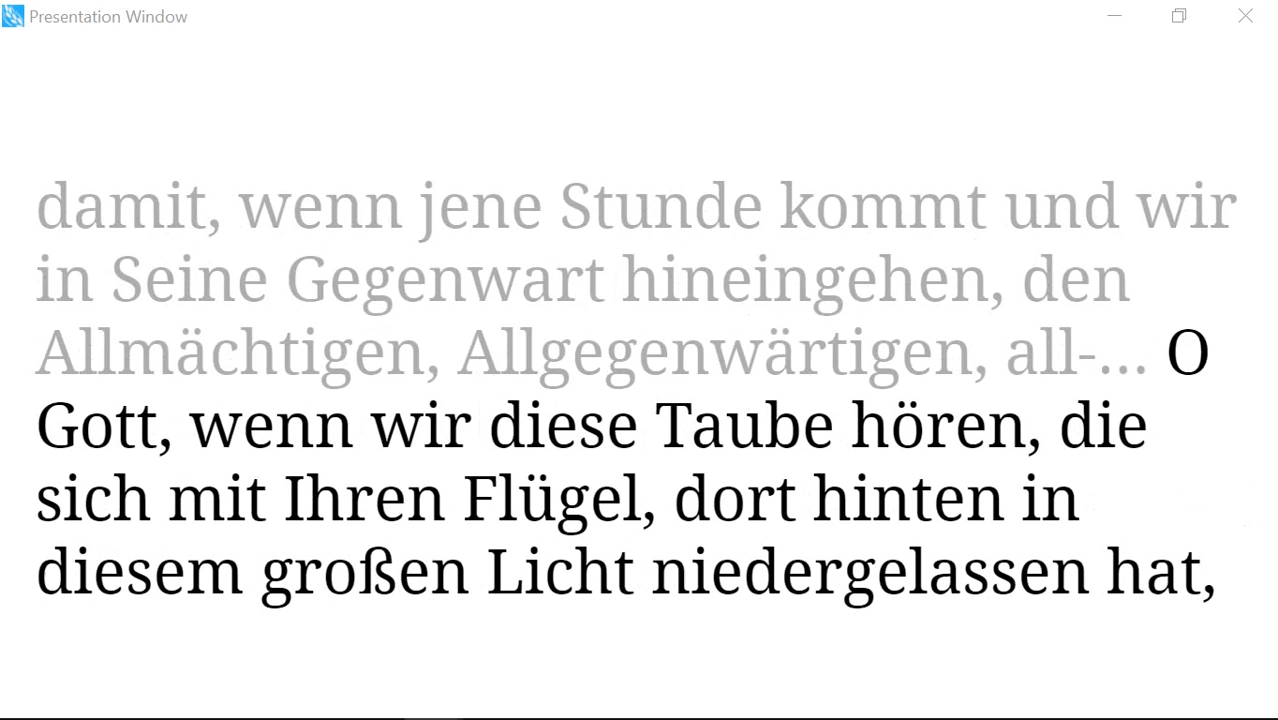 Presentation Window
damit, wenn jene Stunde kommt und wir
in Seine Gegenwart hineingehen, den
Allmächtigen, Allgegenwärtigen, all-... O
Gott, wenn wir diese Taube hören, die
sich mit Ihren Flügel, dort hinten in
diesem großen Licht niedergelassen hat,